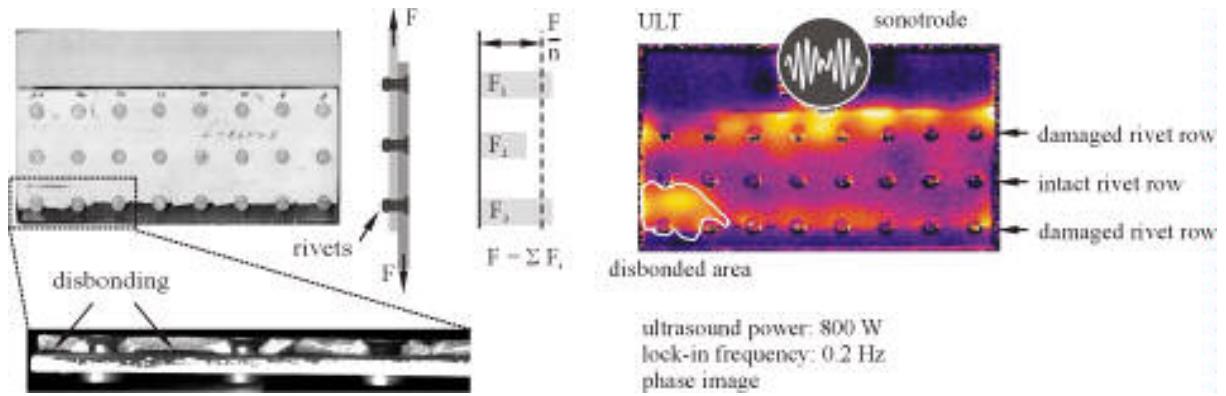 F
F
n
F₁
F₂
F₃
rivets
F
F = Σ Fᵢ
disbonding
ULT
sonotrode
damaged rivet row
intact rivet row
damaged rivet row
disbonded area
ultrasound power: 800 W
lock-in frequency: 0.2 Hz
phase image